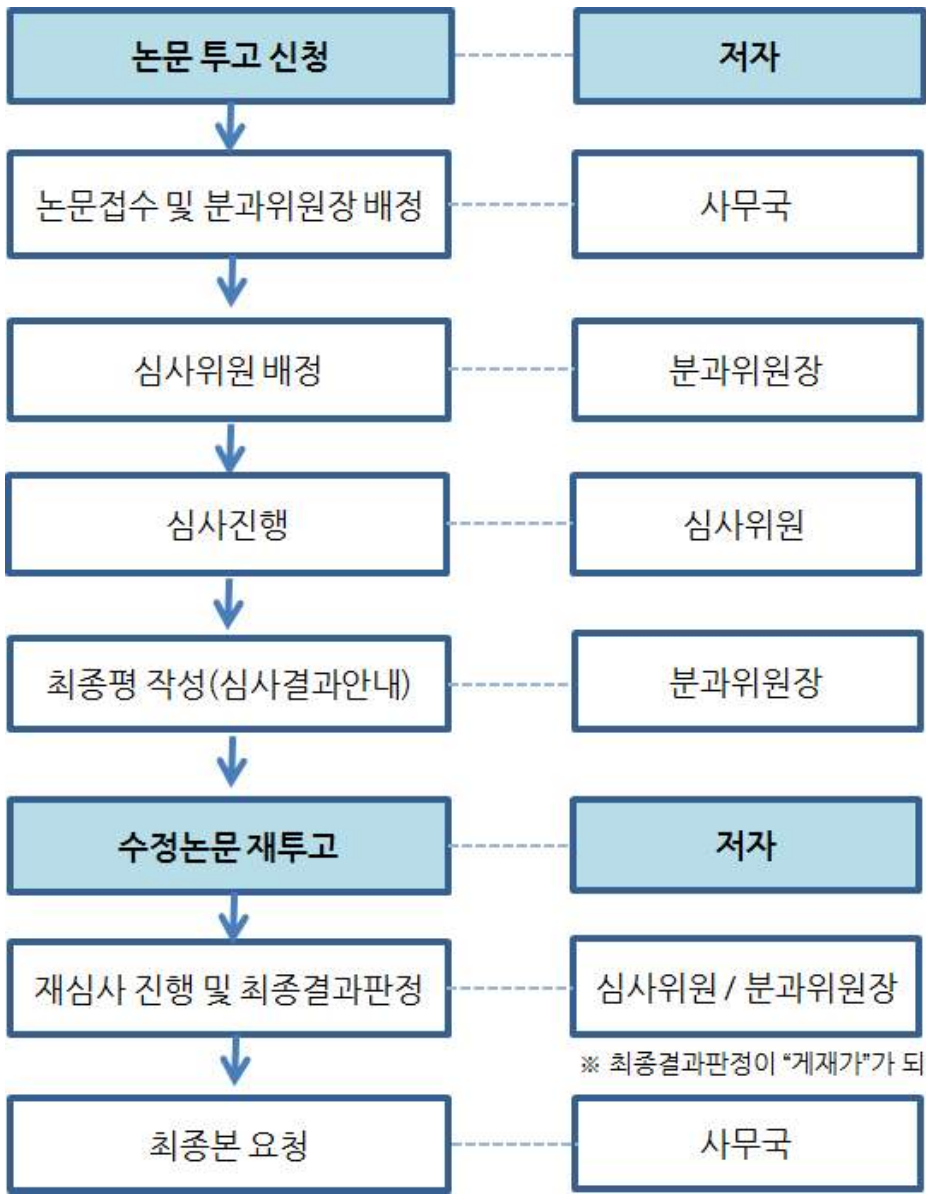 논문 투고 신청
저자
논문접수 및 분과위원장 배정
사무국
심사위원 배정
분과위원장
심사진행
심사위원
최종평 작성(심사결과안내)
분과위원장
수정논문 재투고
저자
재심사 진행 및 최종결과판정
심사위원 / 분과위원장
※ 최종결과판정이 “게재가”가 되
최종본 요청
사무국